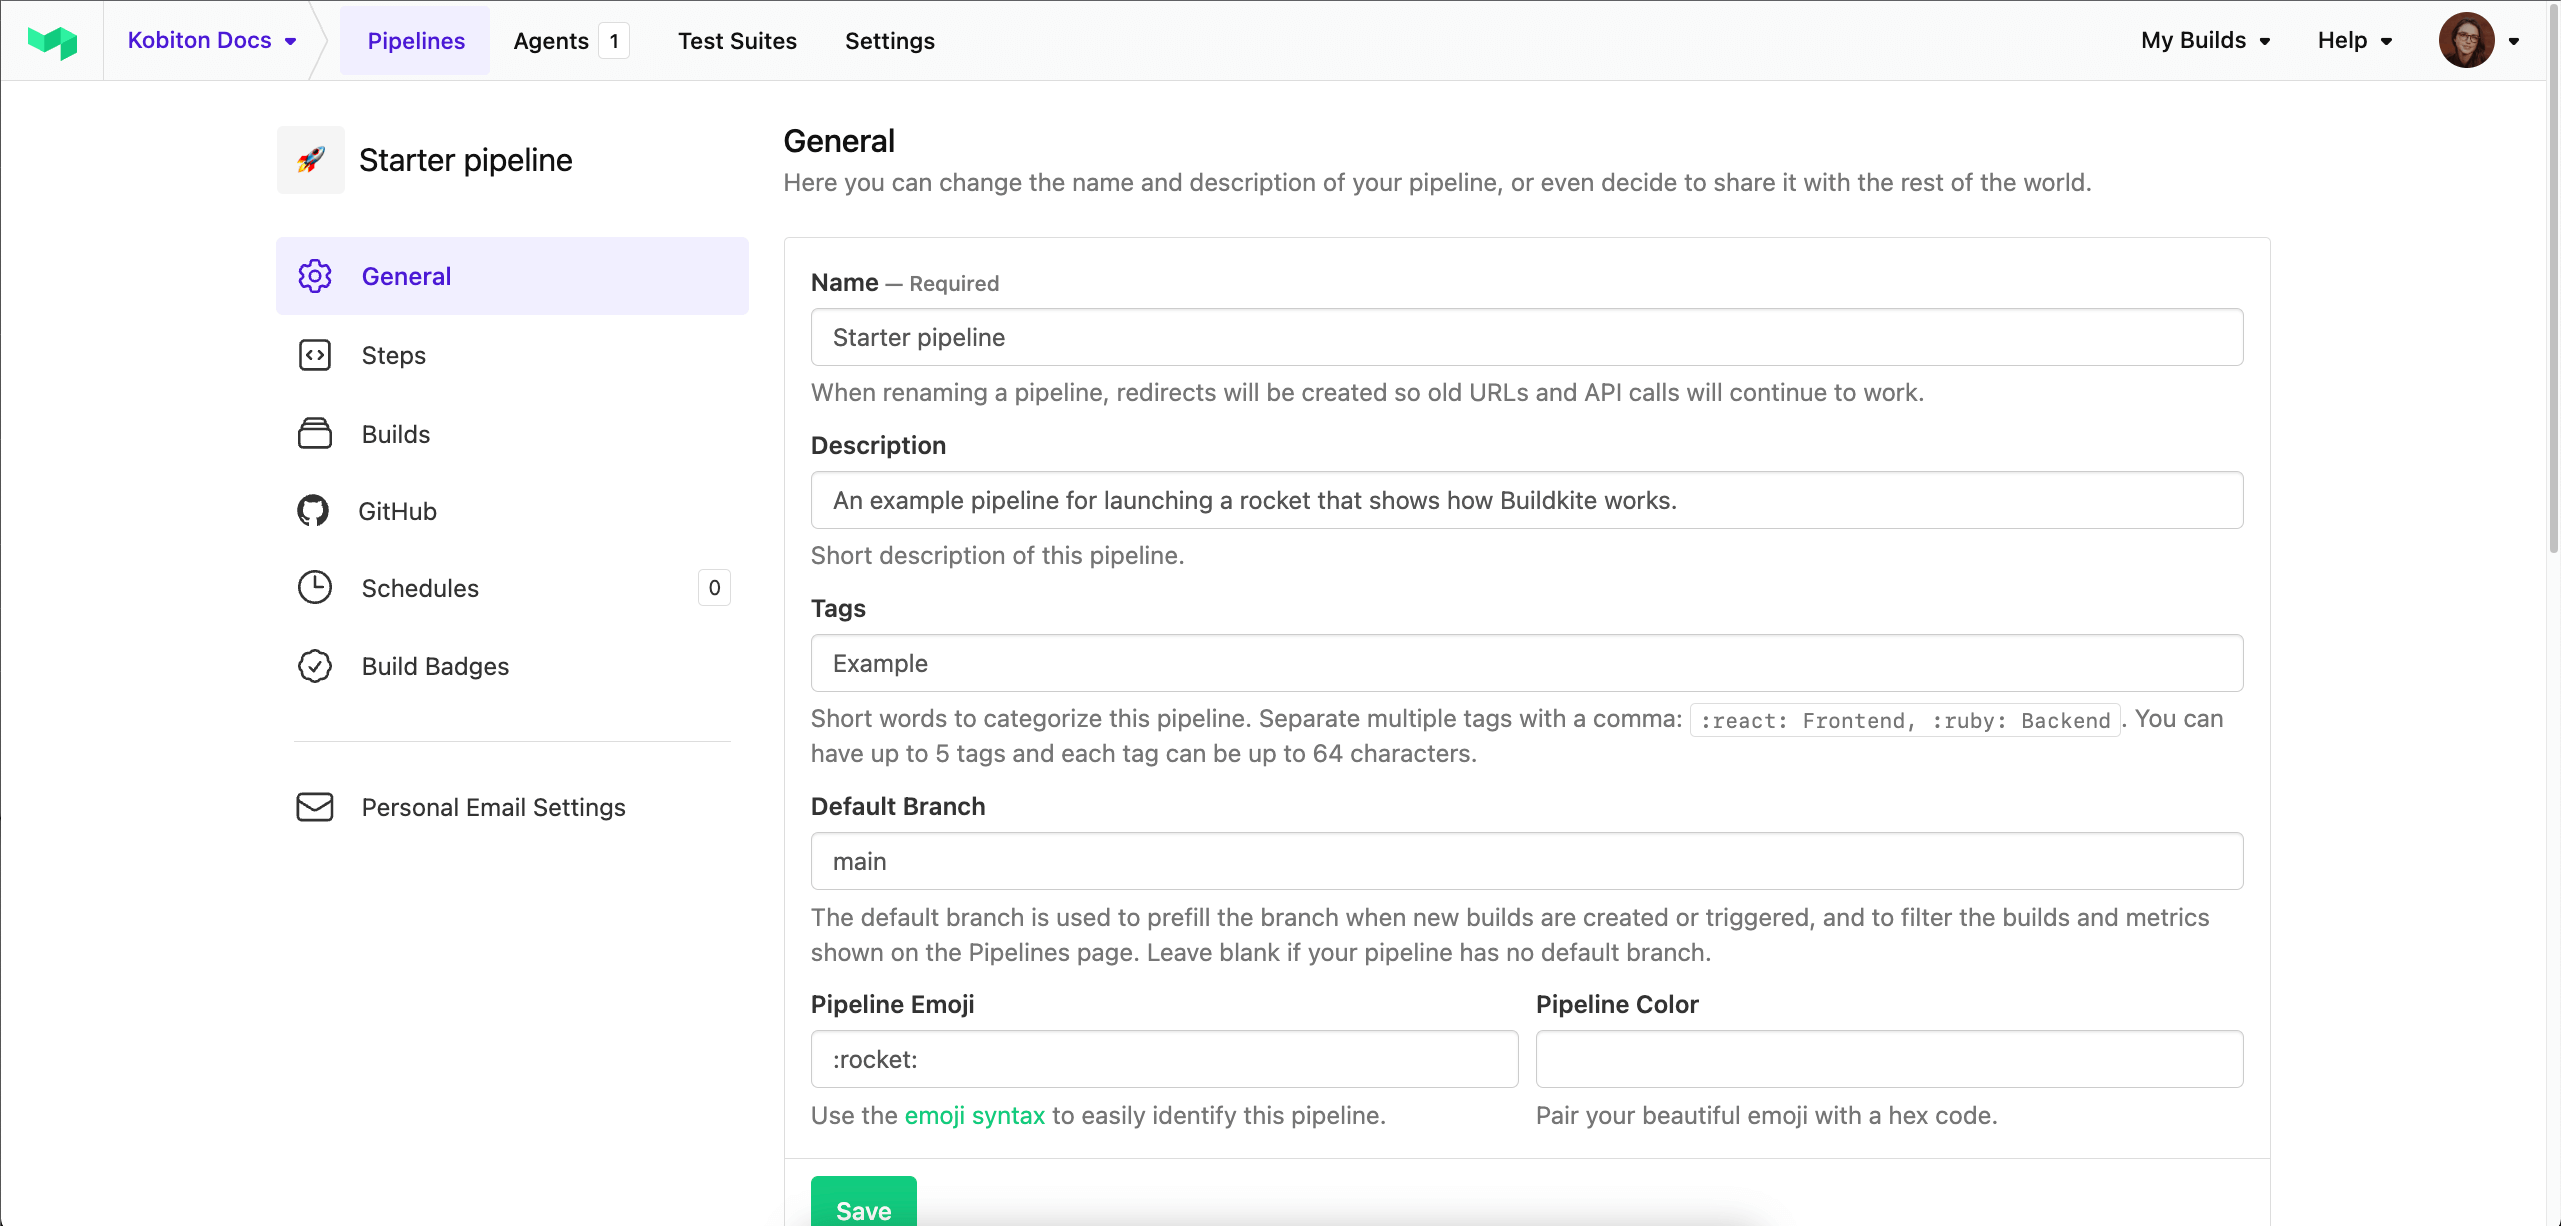 Kobiton Docs
Pipelines
Agents 1
Test Suites
Settings
My Builds
Help
Starter pipeline
General
Steps
Builds
GitHub
Schedules 0
Build Badges
Personal Email Settings
General
Here you can change the name and description of your pipeline, or even decide to share it with the rest of the world.
Name — Required
Starter pipeline
When renaming a pipeline, redirects will be created so old URLs and API calls will continue to work.
Description
An example pipeline for launching a rocket that shows how Buildkite works.
Short description of this pipeline.
Tags
Example
Short words to categorize this pipeline. Separate multiple tags with a comma: :react: Frontend, :ruby: Backend. You can
have up to 5 tags and each tag can be up to 64 characters.
Default Branch
main
The default branch is used to prefill the branch when new builds are created or triggered, and to filter the builds and metrics
shown on the Pipelines page. Leave blank if your pipeline has no default branch.
Pipeline Emoji
:rocket:
Use the emoji syntax to easily identify this pipeline.
Pipeline Color
Pair your beautiful emoji with a hex code.
Save